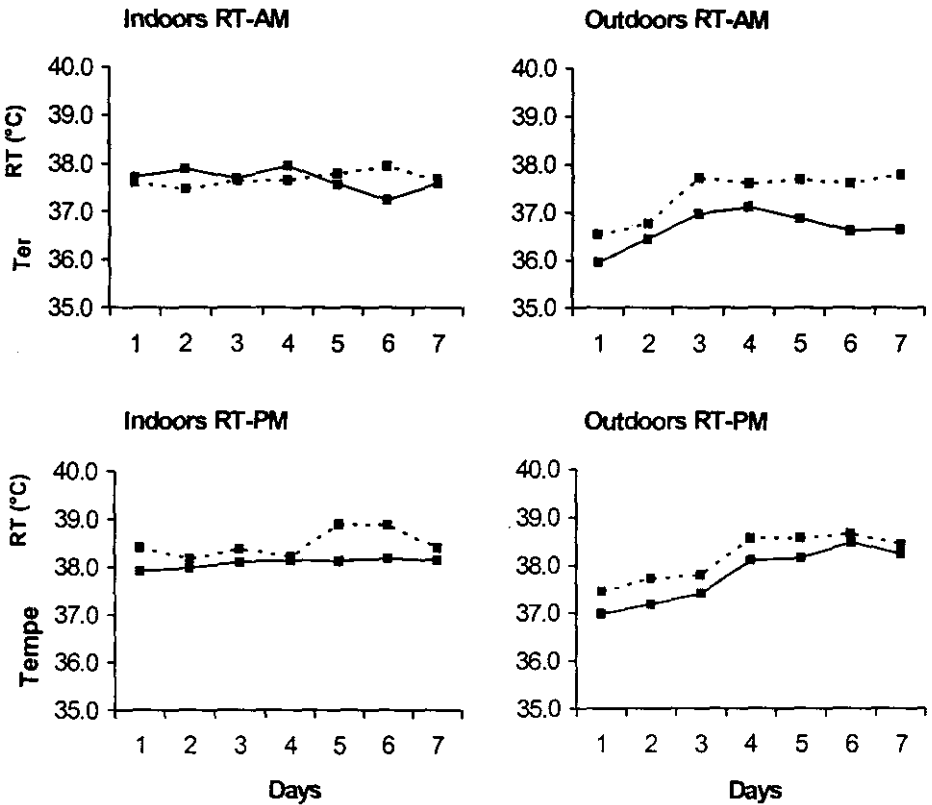 Indoors RT-AM
RT (°C)
Ter
40.0
39.0
38.0
37.0
36.0
35.0
1 2 3 4 5 6 7
Outdoors RT-AM
40.0
39.0
38.0
37.0
36.0
35.0
1 2 3 4 5 6 7
Indoors RT-PM
RT (°C)
Tempe
40.0
39.0
38.0
37.0
36.0
35.0
1 2 3 4 5 6 7
Days
Outdoors RT-PM
40.0
39.0
38.0
37.0
36.0
35.0
1 2 3 4 5 6 7
Days